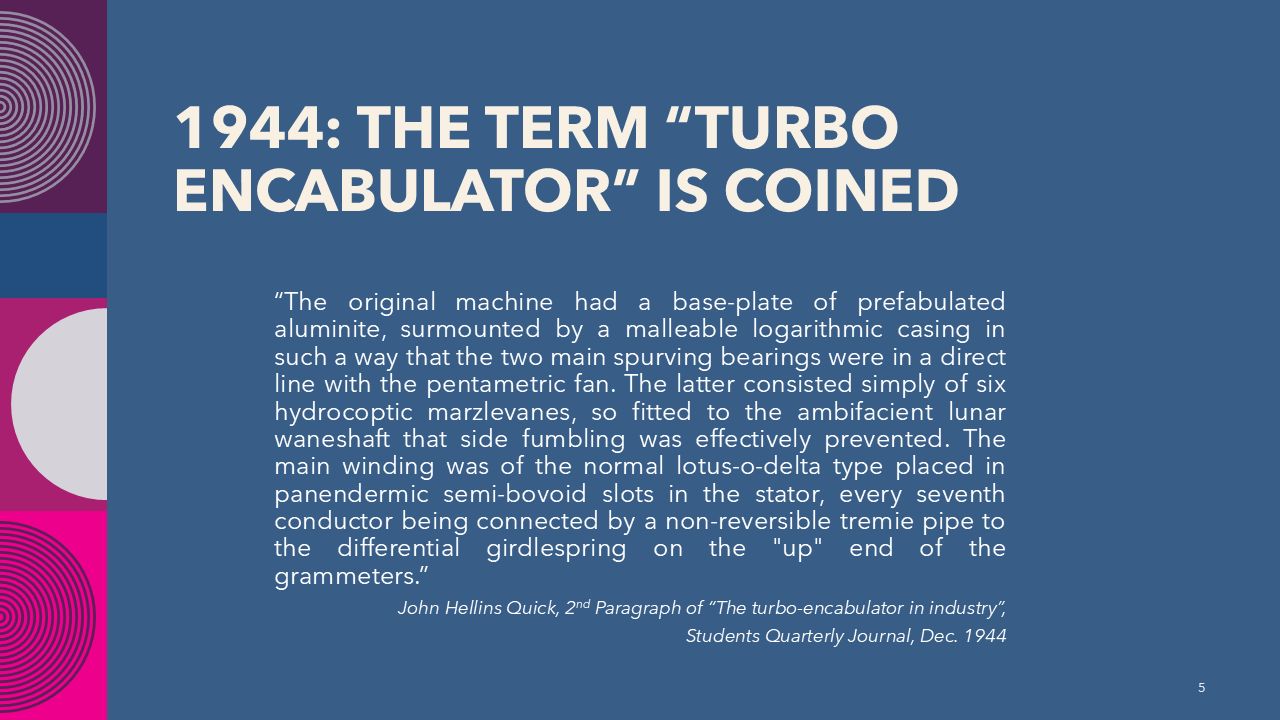 1944: THE TERM “TURBO
ENCABULATOR” IS COINED
“The original machine had a base-plate of prefabulated
aluminite, surmounted by a malleable logarithmic casing in
such a way that the two main spurving bearings were in a direct
line with the pentametric fan. The latter consisted simply of six
hydrocoptic marzlevanes, so fitted to the ambifacient lunar
waneshaft that side fumbling was effectively prevented. The
main winding was of the normal lotus-o-delta type placed in
panendermic semi-bovoid slots in the stator, every seventh
conductor being connected by a non-reversible tremie pipe to
the differential girdlespring on the "up" end of the
grammeters.”
John Hellins Quick, 2nd Paragraph of “The turbo-encabulator in industry”,
Students Quarterly Journal, Dec. 1944
5